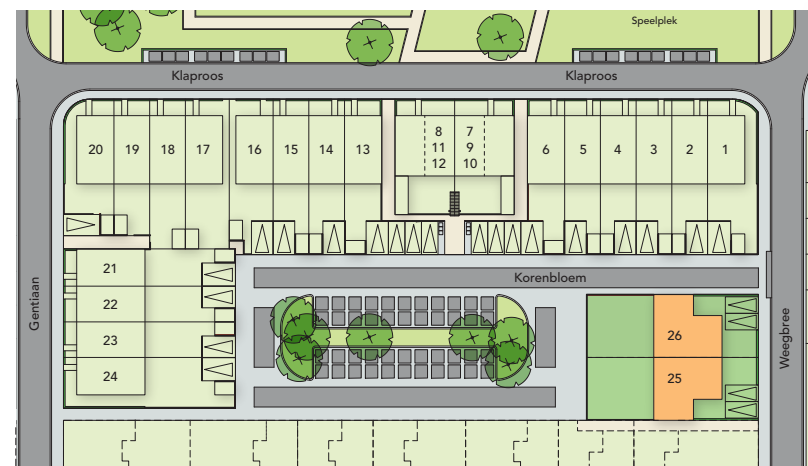 Speelplek
Klaproos
Klaproos
20 19 18 17
16 15 14 13
8 7
11 9
12 10
6 5 4 3 2 1
21
22
23
24
Gentiaan
Korenbloem
Weegbree
26
25